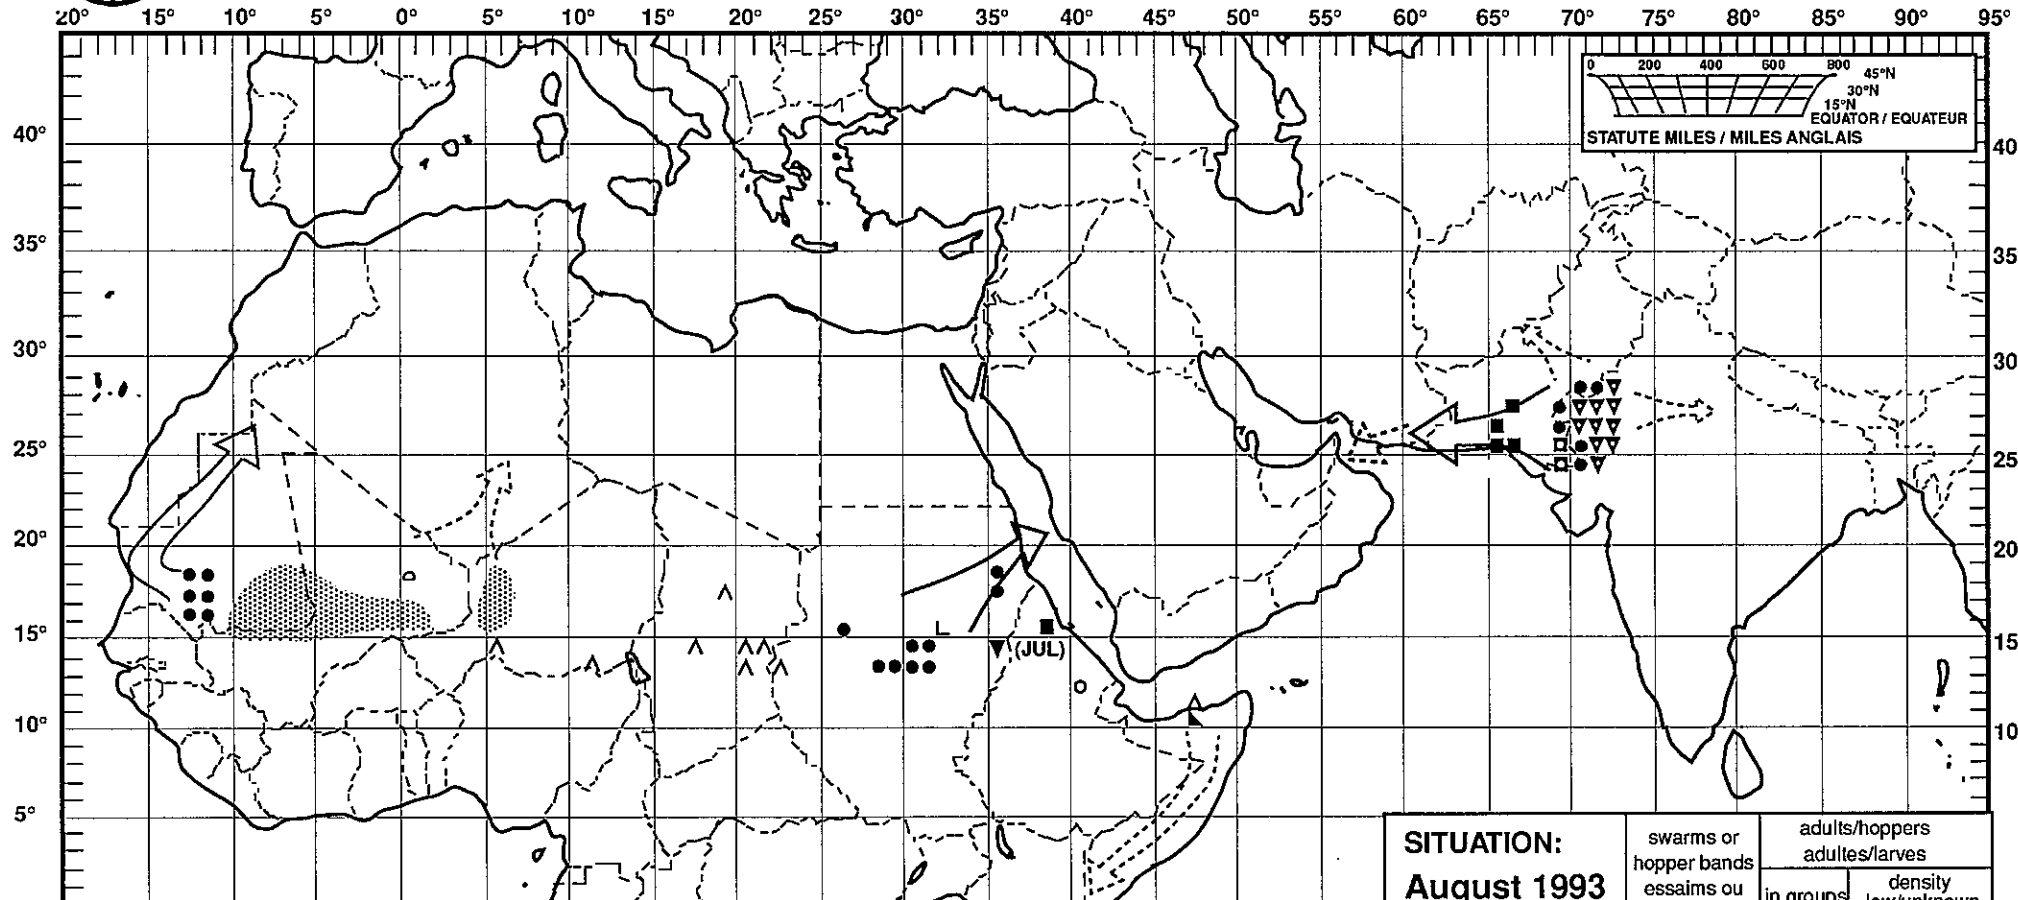 20° 15° 10° 5° 0° 5° 10° 15° 20° 25° 30° 35° 40° 45° 50° 55° 60° 65° 70° 75° 80° 85° 90° 95°
0 200 400 600 800
45°N
30°N
15°N
EQUATOR / EQUATEUR
STATUTE MILES / MILES ANGLAIS
40° 40
35° 35
30° 30
25° 25
20° 20
L
15° 15
(JUL)
10° 10
5°
SITUATION:
August 1993
swarms or
hopper bands
essaims ou
adults/hoppers
adultes/larves
in groups
density
low/unknown